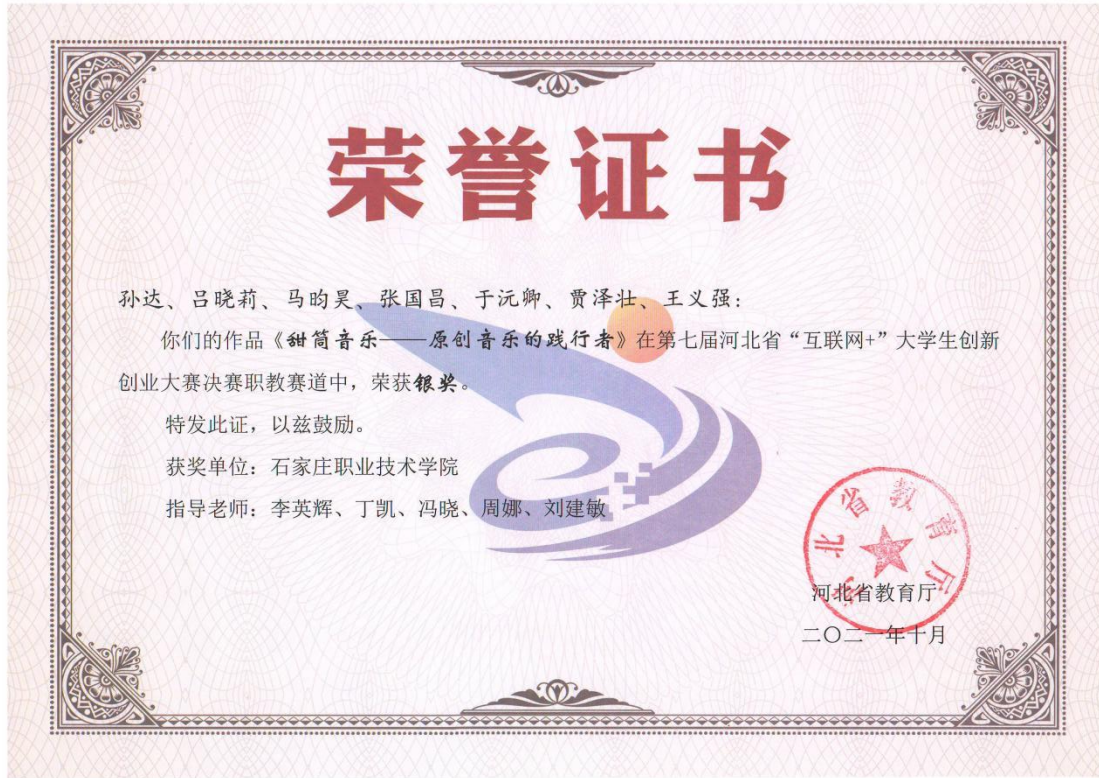 荣誉证书
孙达、吕晓莉、马昀昊、张国昌、于沅卿、贾泽壮、王义强：
你们的作品《甜筒音乐——原创音乐的践行者》在第七届河北省“互联网+”大学生创新
创业大赛决赛职教赛道中，荣获银奖。
特发此证，以兹鼓励。
获奖单位：石家庄职业技术学院
指导老师：李英辉、丁凯、冯晓、周娜、刘建敏
河北省教育厅
河北省教育厅
二〇二一年十月